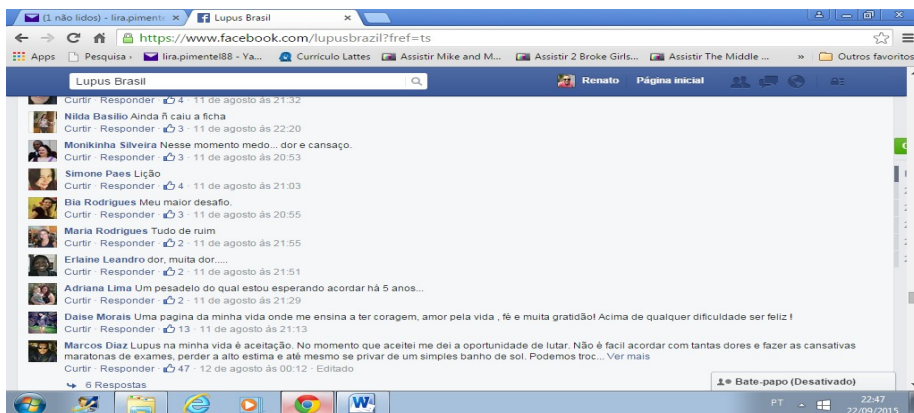 (1 não lidos) - lira.pimenta
Lupus Brasil
https://www.facebook.com/lupusbrazil?fref=ts
Apps Pesquisa lira.pimentel88 - Ya... Currículo Lattes Assistir Mike and M... Assistir 2 Broke Girls... Assistir The Middle ... » Outros favoritos
Lupus Brasil Renato Página inicial
Curtir · Responder · 4 · 11 de agosto às 21:32
Nilda Basilio Ainda ñ caiu a ficha
Curtir · Responder · 3 · 11 de agosto às 22:20
Monikinha Silveira Nesse momento medo... dor e cansaço.
Curtir · Responder · 3 · 11 de agosto às 20:53
Simone Paes Lição
Curtir · Responder · 4 · 11 de agosto às 21:03
Bia Rodrigues Meu maior desafio.
Curtir · Responder · 3 · 11 de agosto às 20:55
Maria Rodrigues Tudo de ruim
Curtir · Responder · 2 · 11 de agosto às 21:55
Erlaine Leandro dor, muita dor.....
Curtir · Responder · 2 · 11 de agosto às 21:51
Adriana Lima Um pesadelo do qual estou esperando acordar há 5 anos...
Curtir · Responder · 2 · 11 de agosto às 21:29
Daise Morais Uma pagina da minha vida onde me ensina a ter coragem, amor pela vida , fé e muita gratidão! Acima de qualquer dificuldade ser feliz !
Curtir · Responder · 13 · 11 de agosto às 21:13
Marcos Diaz Lupus na minha vida é aceitação. No momento que aceitei me dei a oportunidade de lutar. Não é facil acordar com tantas dores e fazer as cansativas
maratonas de exames, perder a alto estima e até mesmo se privar de um simples banho de sol. Podemos troc... Ver mais
Curtir · Responder · 47 · 12 de agosto às 00:12 · Editado
6 Respostas
Bate-papo (Desativado)
PT 22:47
22/09/2015